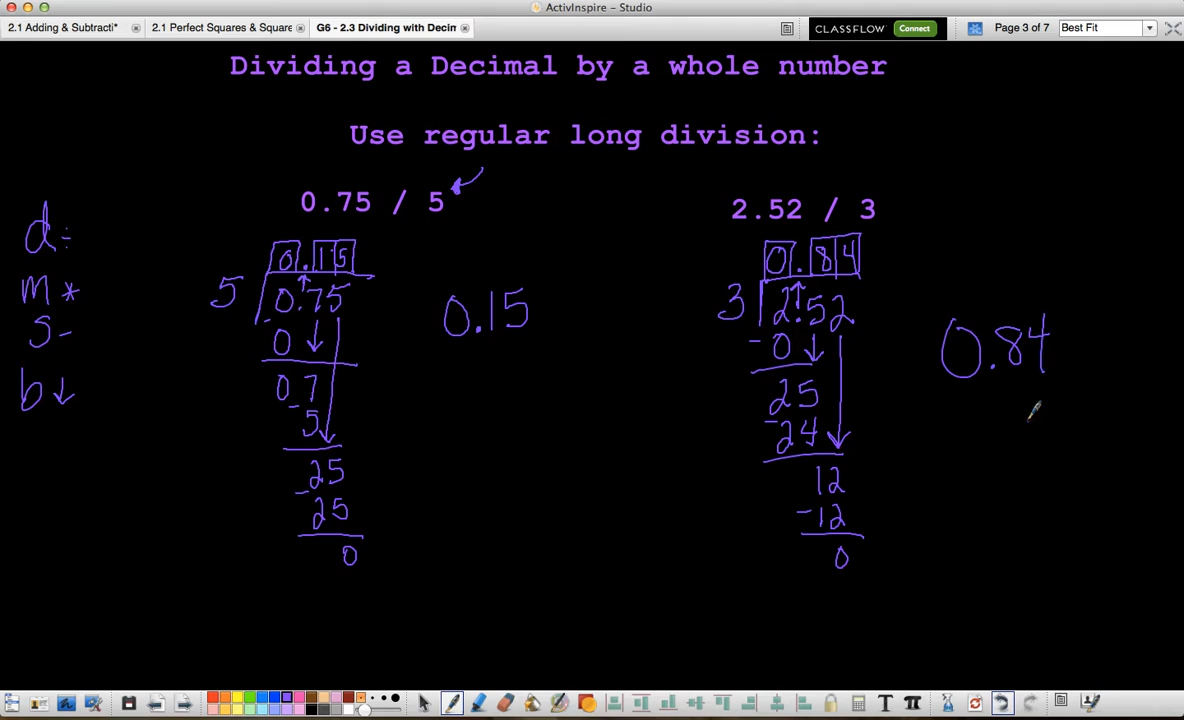 ActivInspire – Studio
2.1 Adding & Subtracti*
2.1 Perfect Squares & Square
G6 - 2.3 Dividing with Decim
CLASSFLOW Connect
Page 3 of 7
Best Fit
Dividing a Decimal by a whole number
Use regular long division:
0.75 / 5
2.52 / 3
d ÷
m *
s -
b ↓
0.15
5 0.75
- 0
07
- 5
25
- 25
0
0.15
0.84
3 2.52
- 0
25
- 24
12
- 12
0
0.84